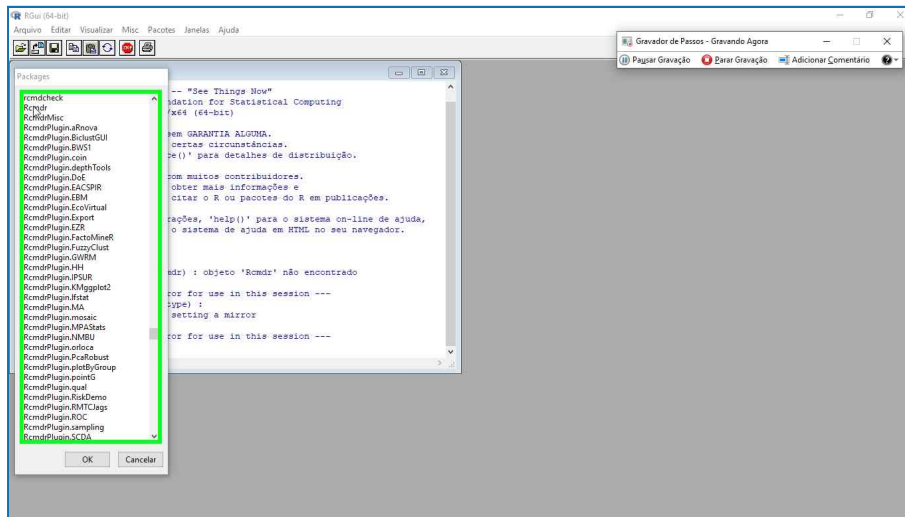 RGui (64-bit)
Arquivo Editar Visualizar Misc Pacotes Janelas Ajuda
STOP
Gravador de Passos - Gravando Agora
Pausar Gravação Parar Gravação Adicionar Comentário
Packages
rcmdcheck
Rcmdr
RcmdrMisc
RcmdrPlugin.aRnova
RcmdrPlugin.BiclustGUI
RcmdrPlugin.BWS1
RcmdrPlugin.coin
RcmdrPlugin.depthTools
RcmdrPlugin.DoE
RcmdrPlugin.EACSPIR
RcmdrPlugin.EBM
RcmdrPlugin.EcoVirtual
RcmdrPlugin.Export
RcmdrPlugin.EZR
RcmdrPlugin.FactoMineR
RcmdrPlugin.FuzzyClust
RcmdrPlugin.GWRM
RcmdrPlugin.HH
RcmdrPlugin.IPSUR
RcmdrPlugin.KMggplot2
RcmdrPlugin.lfstat
RcmdrPlugin.MA
RcmdrPlugin.mosaic
RcmdrPlugin.MPAStats
RcmdrPlugin.NMBU
RcmdrPlugin.orloca
RcmdrPlugin.PcaRobust
RcmdrPlugin.plotByGroup
RcmdrPlugin.pointG
RcmdrPlugin.qual
RcmdrPlugin.RiskDemo
RcmdrPlugin.RMTCJags
RcmdrPlugin.ROC
RcmdrPlugin.sampling
RcmdrPlugin.SCDA
OK Cancelar
-- "See Things Now"
ndation for Statistical Computing
/x64 (64-bit)
sem GARANTIA ALGUMA.
certas circunstâncias.
ce()' para detalhes de distribuição.
com muitos contribuidores.
obter mais informações e
citar o R ou pacotes do R em publicações.
rações, 'help()' para o sistema on-line de ajuda,
o sistema de ajuda em HTML no seu navegador.
mdr) : objeto 'Rcmdr' não encontrado
ror for use in this session ---
type) :
setting a mirror
ror for use in this session ---